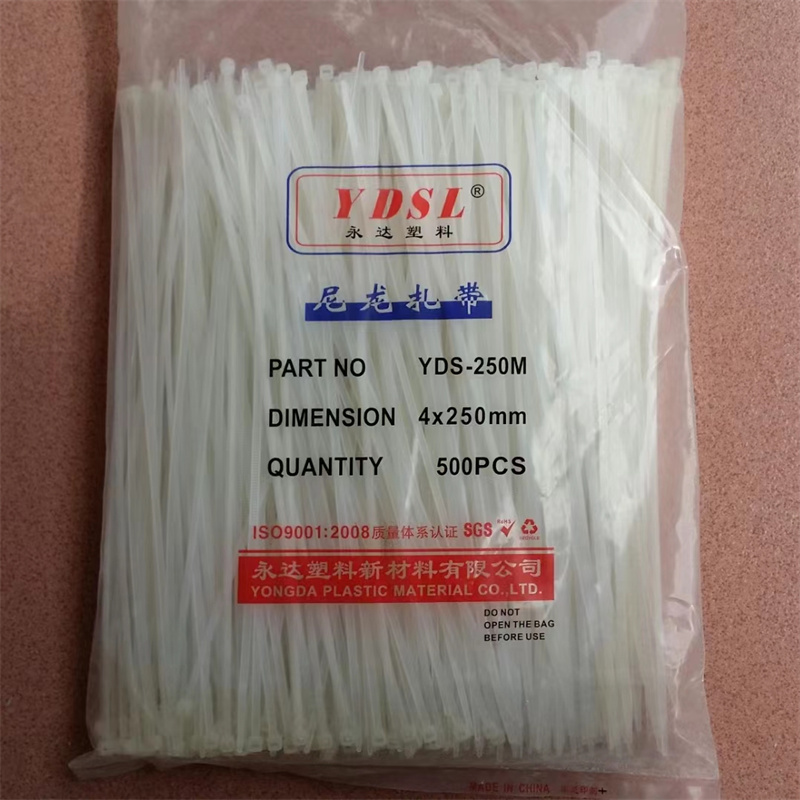 YDSL®
永达塑料
尼龙扎带
PART NO YDS-250M
DIMENSION 4x250mm
QUANTITY 500PCS
ISO9001:2008质量体系认证 SGS RoHS
永达塑料新材料有限公司
YONGDA PLASTIC MATERIAL CO.,LTD.
DO NOT
OPEN THE BAG
BEFORE USE
MADE IN CHINA